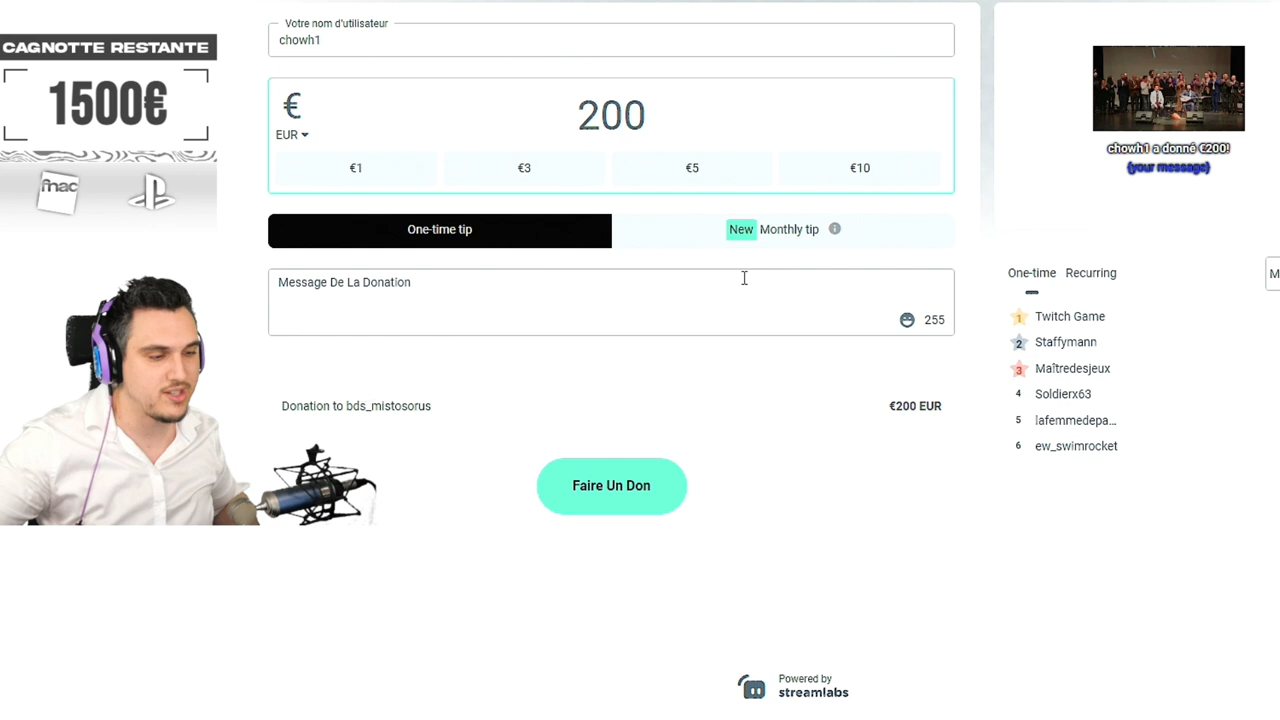 CAGNOTTE RESTANTE
1500€
fnac
Votre nom d'utilisateur
chowh1
€
EUR
200
€1
€3
€5
€10
One-time tip
New Monthly tip
Message De La Donation
255
Donation to bds_mistosorus
€200 EUR
Faire Un Don
Powered by
streamlabs
chowh1 a donné €200!
{your message}
One-time Recurring
M
1 Twitch Game
2 Staffymann
3 Maîtredesjeux
4 Soldierx63
5 lafemmedepa...
6 ew_swimrocket